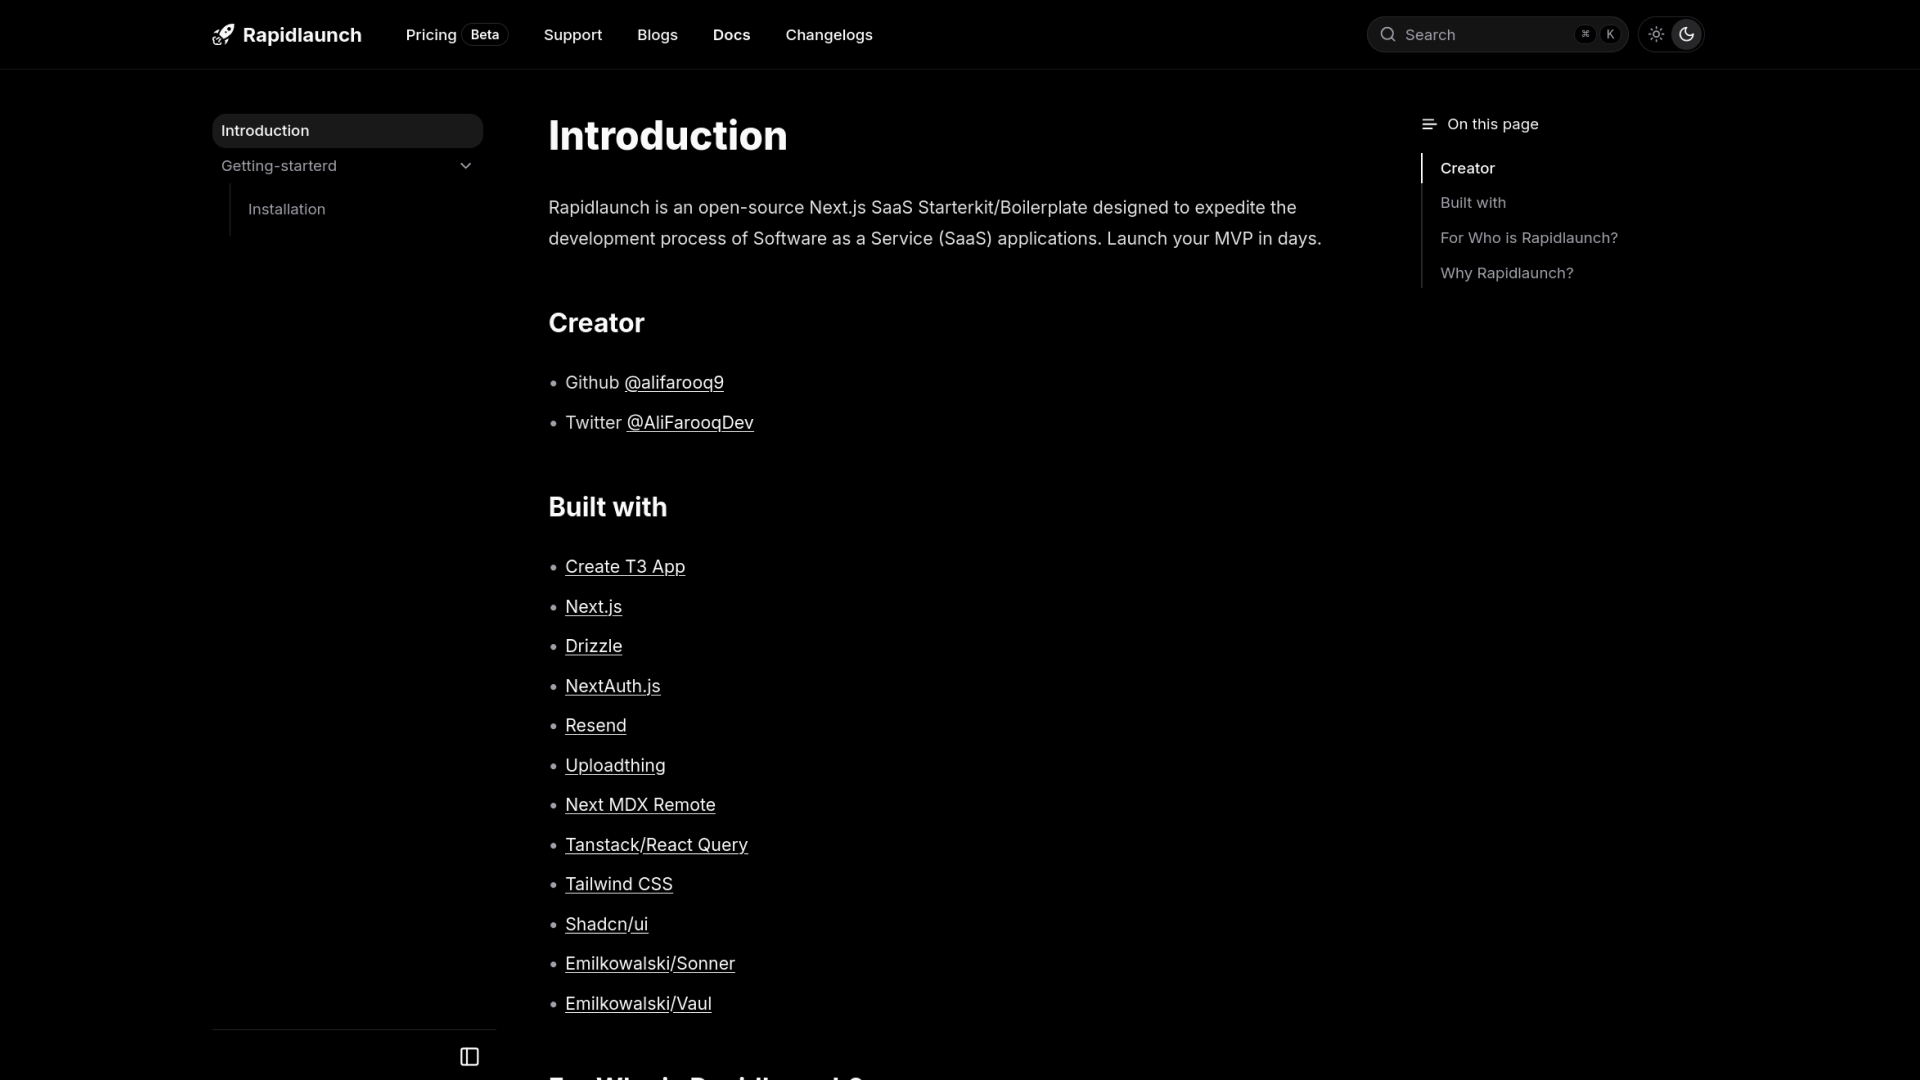 Rapidlaunch
Pricing Beta Support Blogs Docs Changelogs
Search ⌘ K
Introduction
Getting-starterd
Installation
Introduction
Rapidlaunch is an open-source Next.js SaaS Starterkit/Boilerplate designed to expedite the
development process of Software as a Service (SaaS) applications. Launch your MVP in days.
Creator
• Github @alifarooq9
• Twitter @AliFarooqDev
Built with
• Create T3 App
• Next.js
• Drizzle
• NextAuth.js
• Resend
• Uploadthing
• Next MDX Remote
• Tanstack/React Query
• Tailwind CSS
• Shadcn/ui
• Emilkowalski/Sonner
• Emilkowalski/Vaul
On this page
Creator
Built with
For Who is Rapidlaunch?
Why Rapidlaunch?